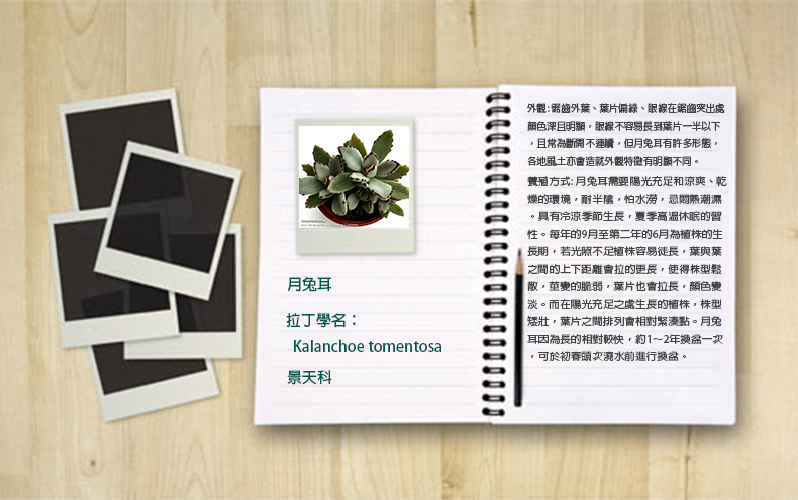 月兔耳
拉丁學名：
Kalanchoe tomentosa
景天科
外觀:鋸齒外葉、葉片偏綠、眼線在鋸齒突出處
顏色深且明顯，眼線不容易長到葉片一半以下
，且常為斷開不連續，但月兔耳有許多形態，
各地風土亦會造就外觀特徵有明顯不同。
養殖方式:月兔耳需要陽光充足和涼爽、乾
燥的環境，耐半蔭，怕水澇，忌悶熱潮濕
。具有冷涼季節生長，夏季高溫休眠的習
性。每年的9月至第二年的6月為植株的生
長期，若光照不足植株容易徒長，葉與葉
之間的上下距離會拉的更長，使得株型鬆
散，莖變的脆弱，葉片也會拉長，顏色變
淡。而在陽光充足之處生長的植株，株型
矮壯，葉片之間排列會相對緊湊點。月兔
耳因為長的相對較快，約1～2年換盆一次
，可於初春頭次澆水前進行換盆。